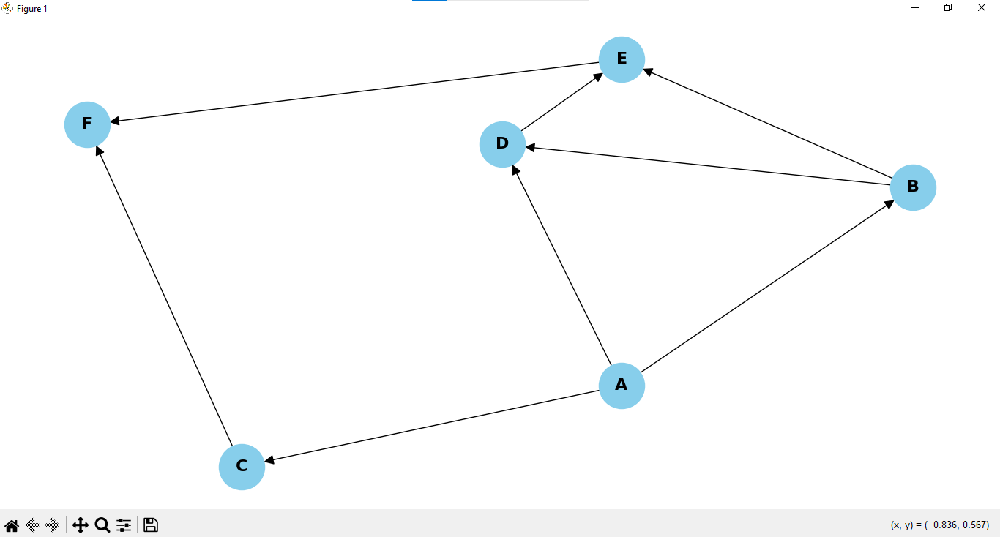 Figure 1
E
F
D
B
A
C
(x, y) = (−0.836, 0.567)